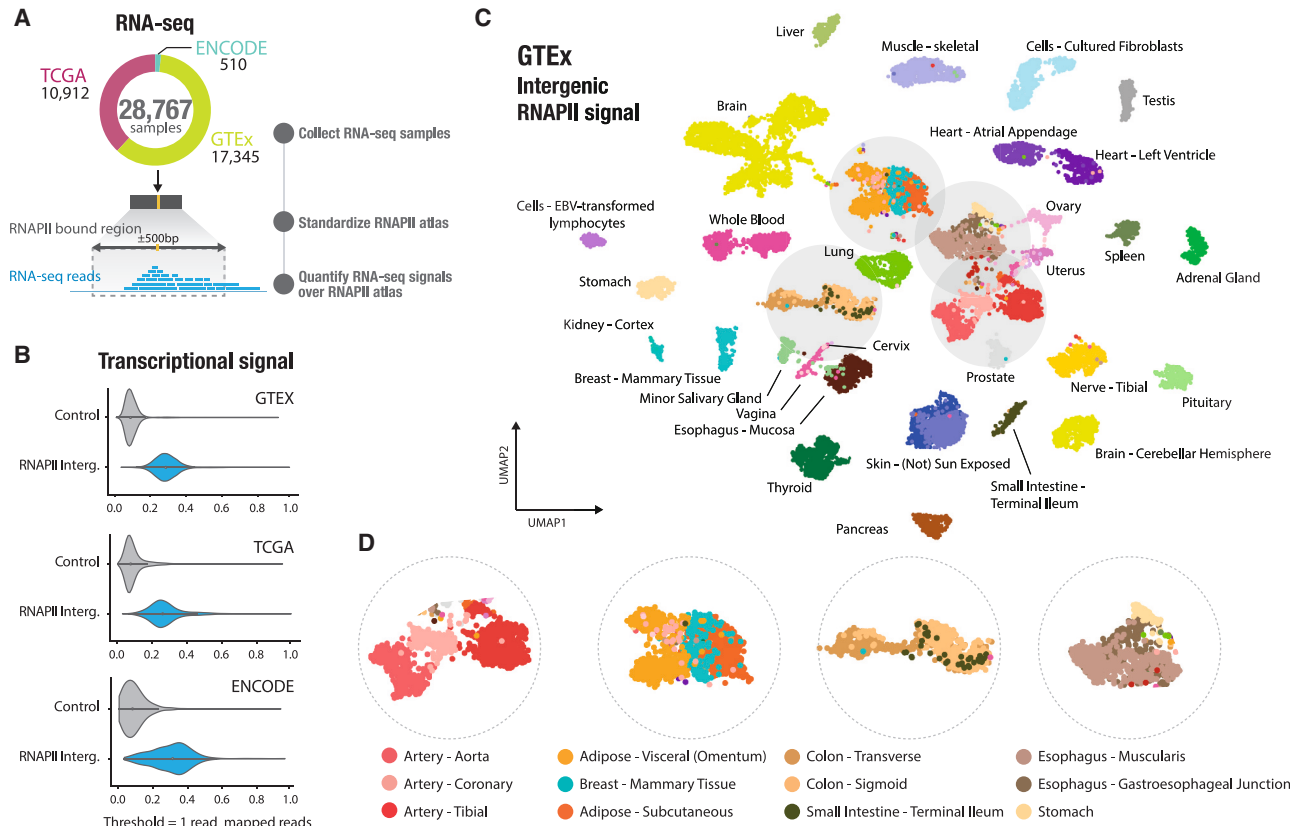 A
RNA-seq
ENCODE
510
TCGA
10,912
28,767
samples
GTEx
17,345
Collect RNA-seq samples
Standardize RNAPII atlas
Quantify RNA-seq signals
over RNAPII atlas
RNAPII bound region
±500bp
RNA-seq reads
B
Transcriptional signal
GTEX
Control
RNAPII Interg.
0.0 0.2 0.4 0.6 0.8 1.0
TCGA
Control
RNAPII Interg.
0.0 0.2 0.4 0.6 0.8 1.0
ENCODE
Control
RNAPII Interg.
0.0 0.2 0.4 0.6 0.8 1.0
Threshold = 1 read, mapped reads
C
GTEx
Intergenic
RNAPII signal
Liver
Muscle - skeletal
Cells - Cultured Fibroblasts
Testis
Brain
Heart - Atrial Appendage
Heart - Left Ventricle
Cells - EBV-transformed
lymphocytes
Whole Blood
Lung
Ovary
Uterus
Spleen
Adrenal Gland
Stomach
Kidney - Cortex
Breast - Mammary Tissue
Minor Salivary Gland
Vagina
Esophagus - Mucosa
Cervix
Prostate
Nerve - Tibial
Pituitary
Thyroid
Skin - (Not) Sun Exposed
Small Intestine -
Terminal Ileum
Brain - Cerebellar Hemisphere
Pancreas
UMAP2
UMAP1
D
Artery - Aorta
Artery - Coronary
Artery - Tibial
Adipose - Visceral (Omentum)
Breast - Mammary Tissue
Adipose - Subcutaneous
Colon - Transverse
Colon - Sigmoid
Small Intestine - Terminal Ileum
Esophagus - Muscularis
Esophagus - Gastroesophageal Junction
Stomach